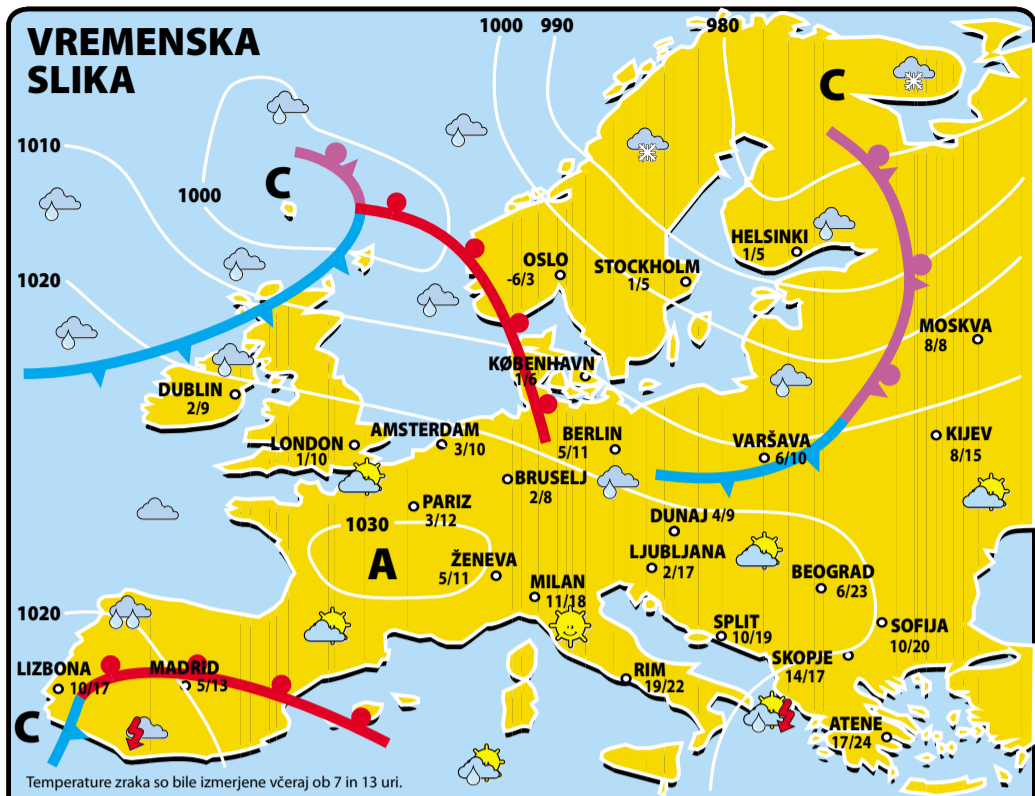 VREMENSKA
SLIKA
1000 990 980
1010
1000
C
C
1020
OSLO
-6/3
STOCKHOLM
1/5
HELSINKI
1/5
MOSKVA
8/8
KØBENHAVN
1/6
DUBLIN
2/9
LONDON
1/10
AMSTERDAM
3/10
BERLIN
5/11
VARŠAVA
6/10
KIJEV
8/15
BRUSELJ
2/8
PARIZ
3/12
DUNAJ 4/9
1030
A
ŽENEVA
5/11
LJUBLJANA
2/17
MILAN
11/18
BEOGRAD
6/23
1020
SPLIT
10/19
SOFIJA
10/20
LIZBONA
10/17
MADRID
5/13
RIM
19/22
SKOPJE
14/17
C
ATENE
17/24
Temperature zraka so bile izmerjene včeraj ob 7 in 13 uri.